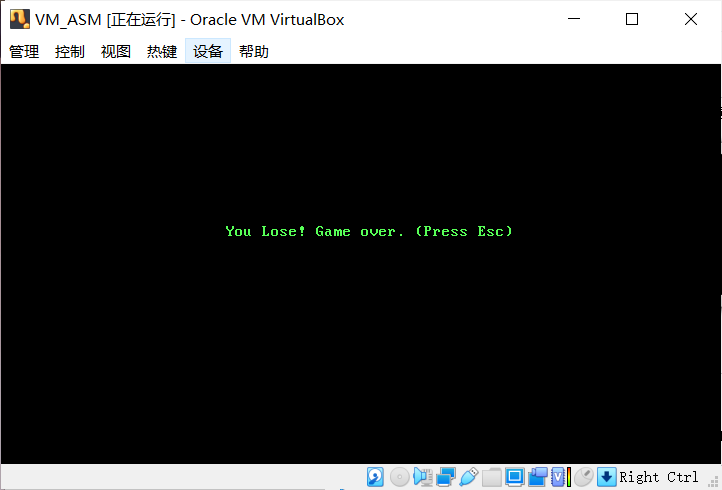 VM_ASM [正在运行] - Oracle VM VirtualBox
管理 控制 视图 热键 设备 帮助
You Lose! Game over. (Press Esc)
Right Ctrl